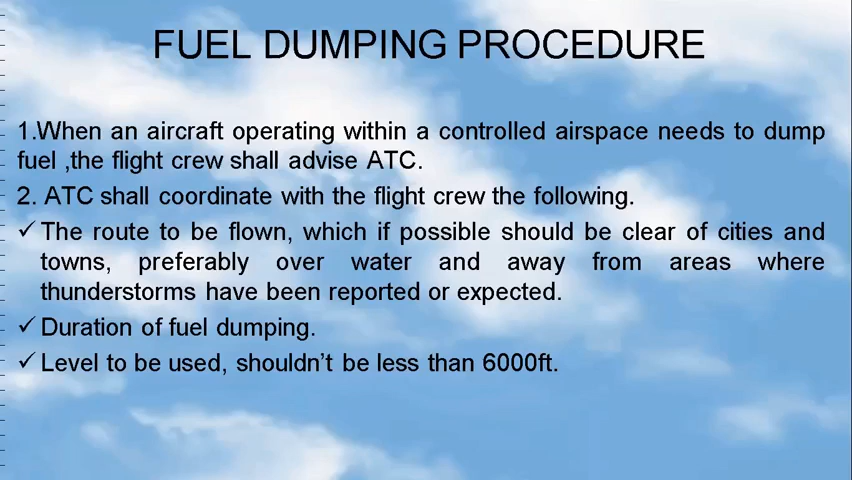 FUEL DUMPING PROCEDURE
1.When an aircraft operating within a controlled airspace needs to dump
fuel ,the flight crew shall advise ATC.
2. ATC shall coordinate with the flight crew the following.
✓ The route to be flown, which if possible should be clear of cities and
towns, preferably over water and away from areas where
thunderstorms have been reported or expected.
✓ Duration of fuel dumping.
✓ Level to be used, shouldn’t be less than 6000ft.